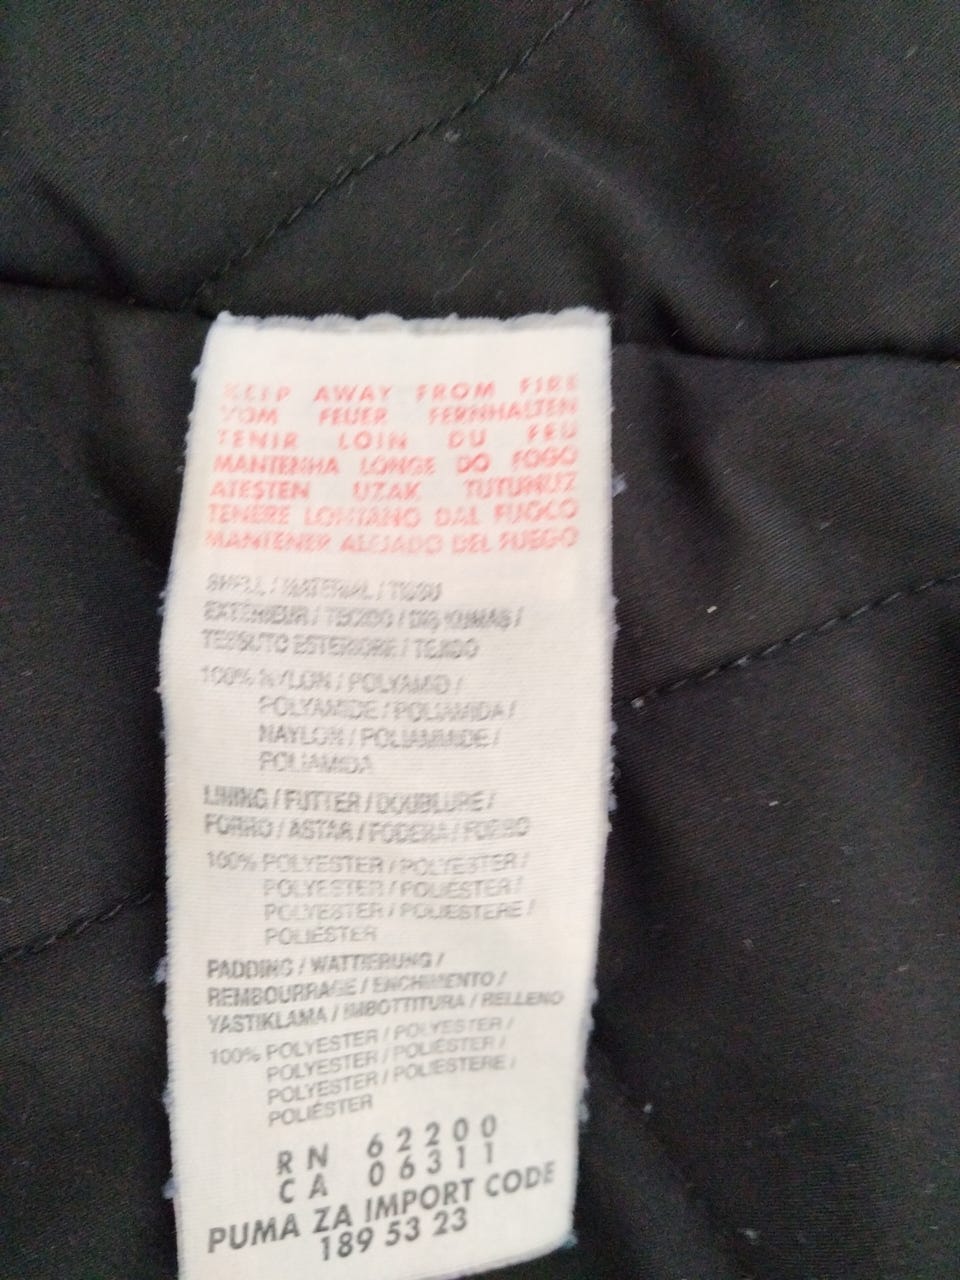 KEEP AWAY FROM FIRE
VOM FEUER FERNHALTEN
TENIR LOIN DU FEU
MANTENHA LONGE DO FOGO
ATESTEN UZAK TUTUNUZ
TENERE LONTANO DAL FUOCO
MANTENER ALEJADO DEL FUEGO
SHELL / MATERIAL / TISSU
EXTÉRIEUR / TECIDO / DIŞ KUMAŞ /
TESSUTO ESTERIORE / TEJIDO
100% NYLON / POLYAMID /
POLYAMIDE / POLIAMIDA /
NAYLON / POLIAMMIDE /
POLIAMIDA
LINING / FUTTER / DOUBLURE /
FORRO / ASTAR / FODERA / FORRO
100% POLYESTER / POLYESTER /
POLYESTER / POLIÉSTER /
POLYESTER / POLIESTERE /
POLIÉSTER
PADDING / WATTIERUNG /
REMBOURRAGE / ENCHIMENTO /
YASTIKLAMA / IMBOTTITURA / RELLENO
100% POLYESTER / POLYESTER /
POLYESTER / POLIÉSTER /
POLYESTER / POLIESTERE /
POLIÉSTER
RN 62200
CA 06311
PUMA ZA IMPORT CODE
189 53 23